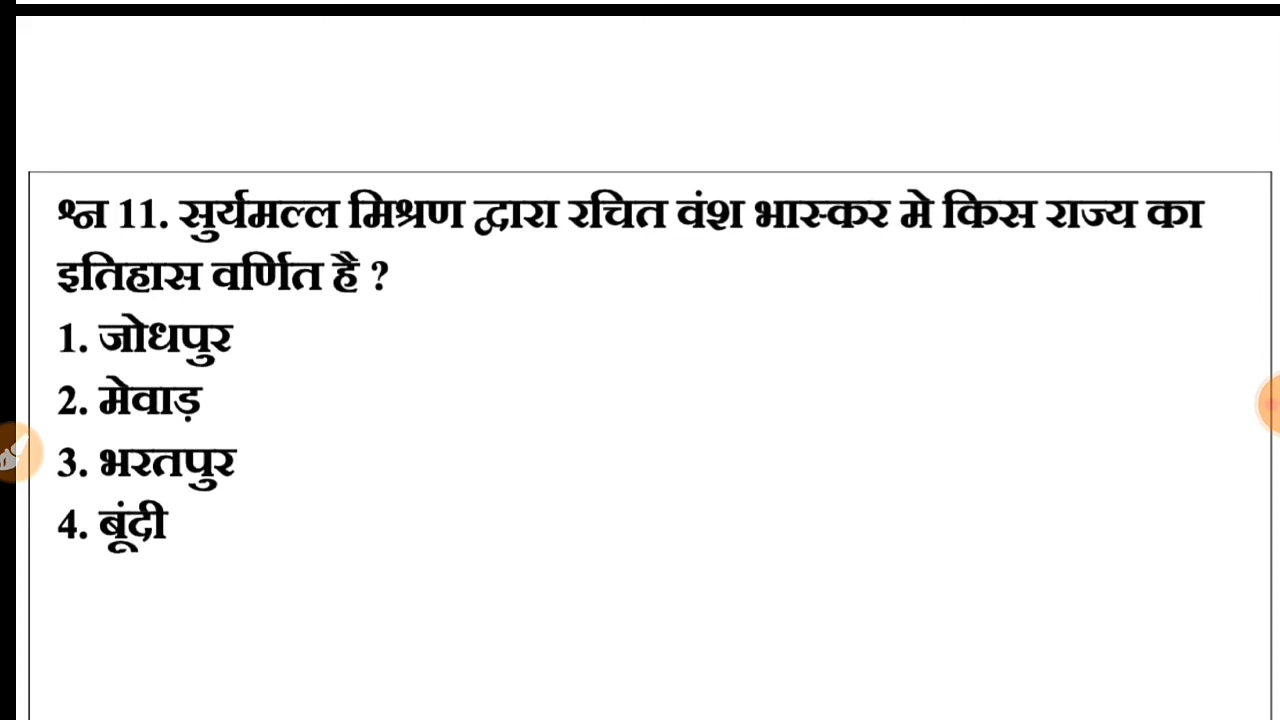 श्न 11. सुर्यमल्ल मिश्रण द्वारा रचित वंश भास्कर मे किस राज्य का
इतिहास वर्णित है ?
1. जोधपुर
2. मेवाड़
3. भरतपुर
4. बूंदी